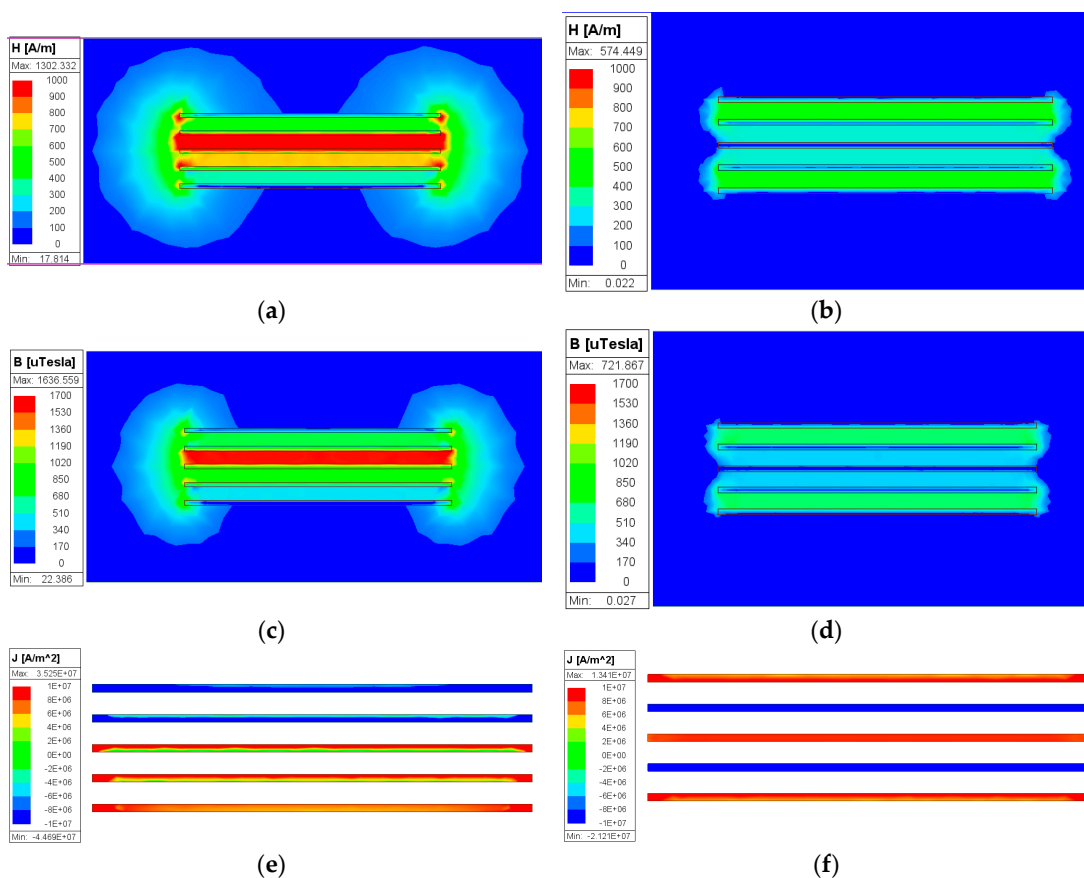 H [A/m]
Max: 1302.332
1000
900
800
700
600
500
400
300
200
100
0
Min: 17.814
(a)
H [A/m]
Max: 574.449
1000
900
800
700
600
500
400
300
200
100
0
Min: 0.022
(b)
B [uTesla]
Max: 1636.559
1700
1530
1360
1190
1020
850
680
510
340
170
0
Min: 22.386
(c)
B [uTesla]
Max: 721.867
1700
1530
1360
1190
1020
850
680
510
340
170
0
Min: 0.027
(d)
J [A/m^2]
Max: 3.525E+07
1E+07
8E+06
6E+06
4E+06
2E+06
0E+00
-2E+06
-4E+06
-6E+06
-8E+06
-1E+07
Min: -4.469E+07
(e)
J [A/m^2]
Max: 1.341E+07
1E+07
8E+06
6E+06
4E+06
2E+06
0E+00
-2E+06
-4E+06
-6E+06
-8E+06
-1E+07
Min: -2.121E+07
(f)